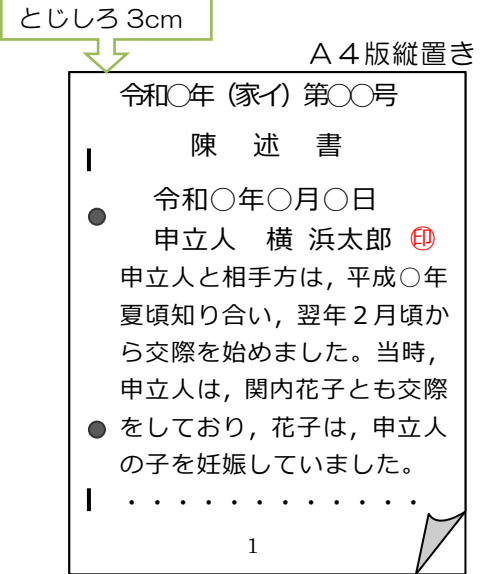 とじしろ3cm
A4版縦置き
令和○年（家イ）第○○号
陳 述 書
令和○年○月○日
申立人 横 浜太郎 ㊞
申立人と相手方は，平成○年
夏頃知り合い，翌年２月頃か
ら交際を始めました。当時，
申立人は，関内花子とも交際
をしており，花子は，申立人
の子を妊娠していました。
・・・・・・・・・・・・・
1